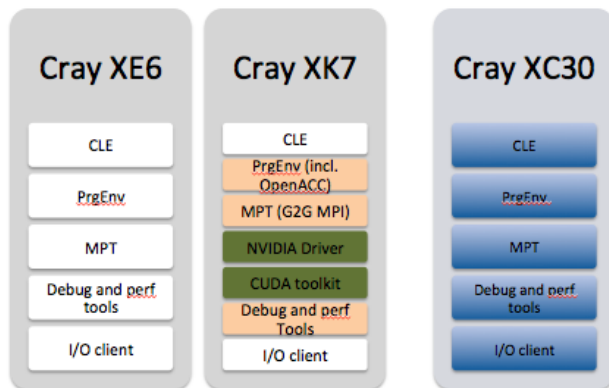 Cray XE6
CLE
PrgEnv
MPT
Debug and perf
tools
I/O client
Cray XK7
CLE
PrgEnv (incl.
OpenACC)
MPT (G2G MPI)
NVIDIA Driver
CUDA toolkit
Debug and perf
Tools
I/O client
Cray XC30
CLE
PrgEnv
MPT
Debug and perf
tools
I/O client